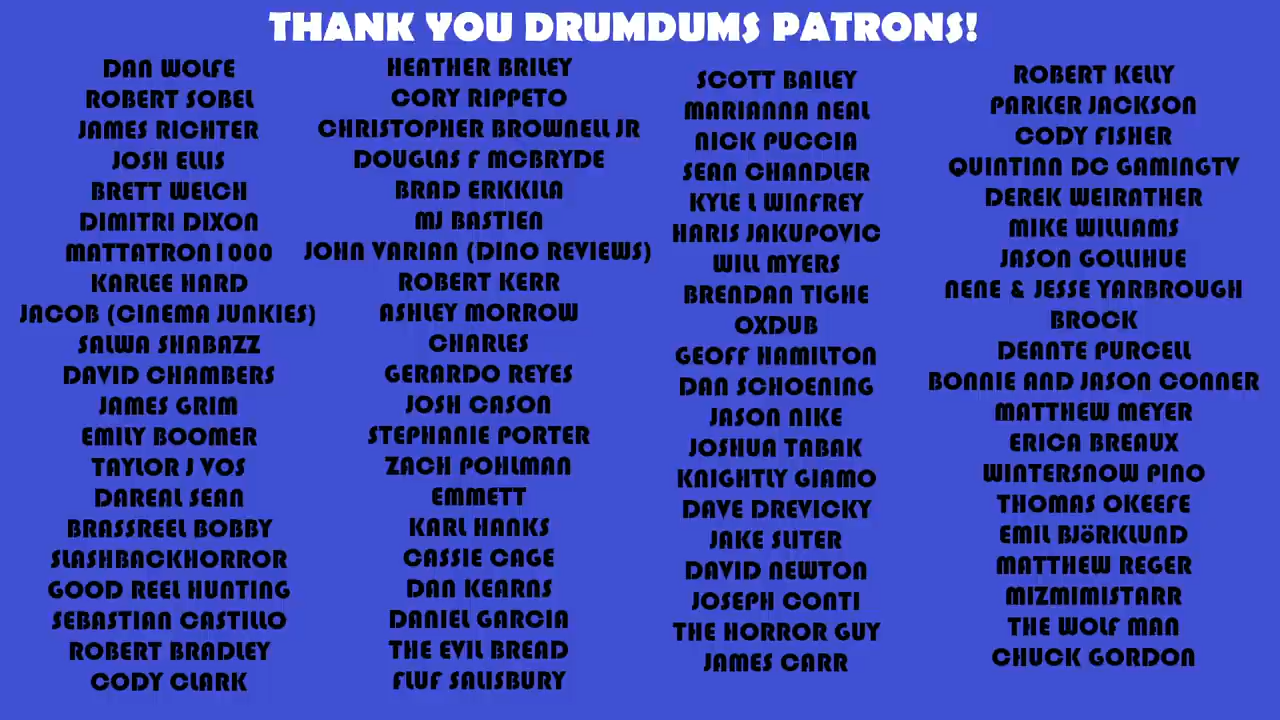 THANK YOU DRUMDUMS PATRONS!
DAN WOLFE
ROBERT SOBEL
JAMES RICHTER
JOSH ELLIS
BRETT WELCH
DIMITRI DIXON
MATTATRON1000
KARLEE HARD
JACOB (CINEMA JUNKIES)
SALWA SHABAZZ
DAVID CHAMBERS
JAMES GRIM
EMILY BOOMER
TAYLOR J VOS
DAREAL SEAN
BRASSREEL BOBBY
SLASHBACKHORROR
GOOD REEL HUNTING
SEBASTIAN CASTILLO
ROBERT BRADLEY
CODY CLARK
HEATHER BRILEY
CORY RIPPETO
CHRISTOPHER BROWNELL JR
DOUGLAS F MCBRYDE
BRAD ERKKILA
MJ BASTIEN
JOHN VARIAN (DINO REVIEWS)
ROBERT KERR
ASHLEY MORROW
CHARLES
GERARDO REYES
JOSH CASON
STEPHANIE PORTER
ZACH POHLMAN
EMMETT
KARL HANKS
CASSIE CAGE
DAN KEARNS
DANIEL GARCIA
THE EVIL BREAD
FLUF SALISBURY
SCOTT BAILEY
MARIANNA NEAL
NICK PUCCIA
SEAN CHANDLER
KYLE L WINFREY
HARIS JAKUPOVIC
WILL MYERS
BRENDAN TIGHE
OXDUB
GEOFF HAMILTON
DAN SCHOENING
JASON NIKE
JOSHUA TABAK
KNIGHTLY GIAMO
DAVE DREVICKY
JAKE SLITER
DAVID NEWTON
JOSEPH CONTI
THE HORROR GUY
JAMES CARR
ROBERT KELLY
PARKER JACKSON
CODY FISHER
QUINTINN DC GAMINGTV
DEREK WEIRATHER
MIKE WILLIAMS
JASON GOLLIHUE
NENE & JESSE YARBROUGH
BROCK
DEANTE PURCELL
BONNIE AND JASON CONNER
MATTHEW MEYER
ERICA BREAUX
WINTERSNOW PINO
THOMAS OKEEFE
EMIL BJöRKLUND
MATTHEW REGER
MIZMIMISTARR
THE WOLF MAN
CHUCK GORDON